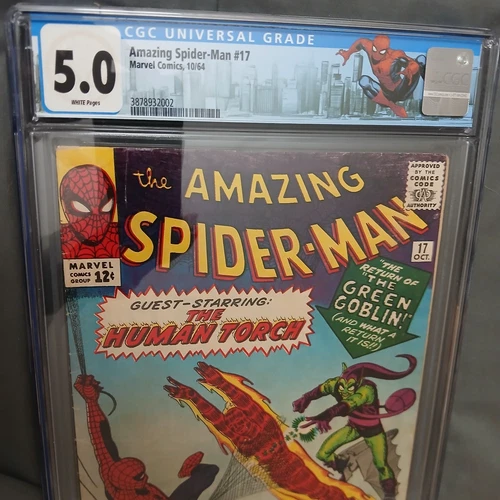 CGC UNIVERSAL GRADE
5.0
WHITE Pages
Amazing Spider-Man #17
Marvel Comics, 10/64
3878932002
the AMAZING
SPIDER-MAN
APPROVED
BY THE
COMICS
CODE
AUTHORITY
MARVEL
COMICS
GROUP
12¢
17
OCT.
GUEST-STARRING:
THE
HUMAN TORCH
"THE
RETURN OF
THE
GREEN
GOBLIN!"
(AND WHAT A
RETURN
IT IS!!)